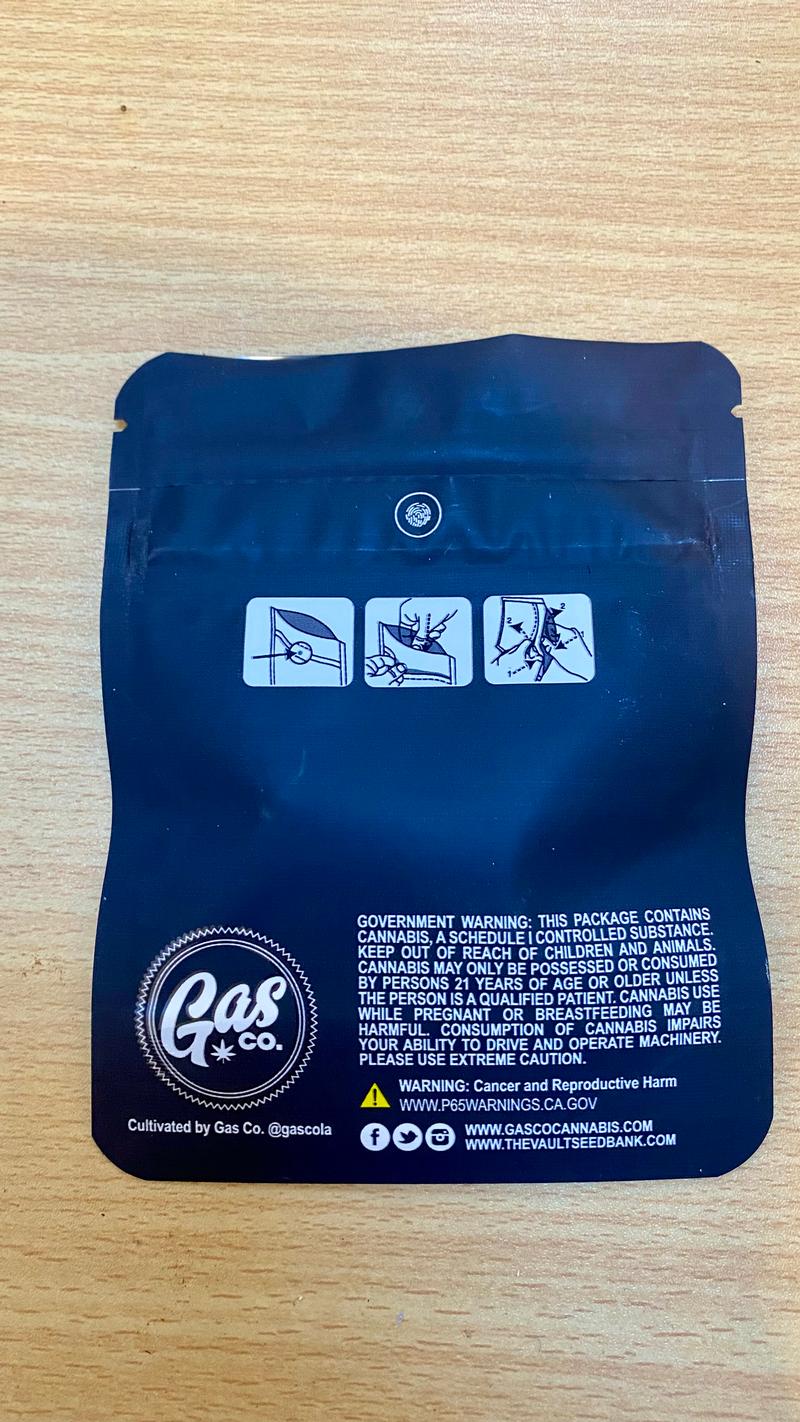 2
2
1
GOVERNMENT WARNING: THIS PACKAGE CONTAINS
CANNABIS, A SCHEDULE I CONTROLLED SUBSTANCE.
KEEP OUT OF REACH OF CHILDREN AND ANIMALS.
CANNABIS MAY ONLY BE POSSESSED OR CONSUMED
BY PERSONS 21 YEARS OF AGE OR OLDER UNLESS
THE PERSON IS A QUALIFIED PATIENT. CANNABIS USE
WHILE PREGNANT OR BREASTFEEDING MAY BE
HARMFUL. CONSUMPTION OF CANNABIS IMPAIRS
YOUR ABILITY TO DRIVE AND OPERATE MACHINERY.
PLEASE USE EXTREME CAUTION.
Gas
CO.
Cultivated by Gas Co. @gascola
WARNING: Cancer and Reproductive Harm
WWW.P65WARNINGS.CA.GOV
WWW.GASCOCANNABIS.COM
WWW.THEVAULTSEEDBANK.COM